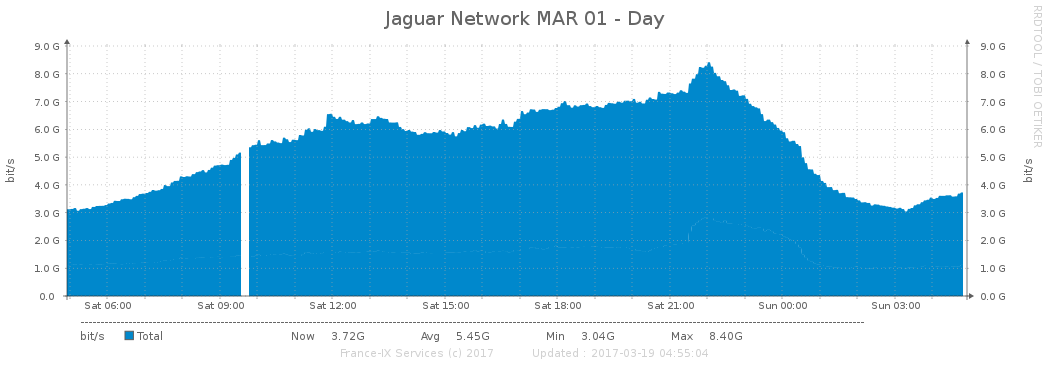 Jaguar Network MAR 01 - Day
RRDTOOL / TOBI OETIKER
bit/s
9.0 G
8.0 G
7.0 G
6.0 G
5.0 G
4.0 G
3.0 G
2.0 G
1.0 G
0.0
9.0 G
8.0 G
7.0 G
6.0 G
5.0 G
4.0 G
3.0 G
2.0 G
1.0 G
0.0 G
bit/s
Sat 06:00 Sat 09:00 Sat 12:00 Sat 15:00 Sat 18:00 Sat 21:00 Sun 00:00 Sun 03:00
bit/s Total Now 3.72G Avg 5.45G Min 3.04G Max 8.40G
France-IX Services (c) 2017 Updated : 2017-03-19 04:55:04